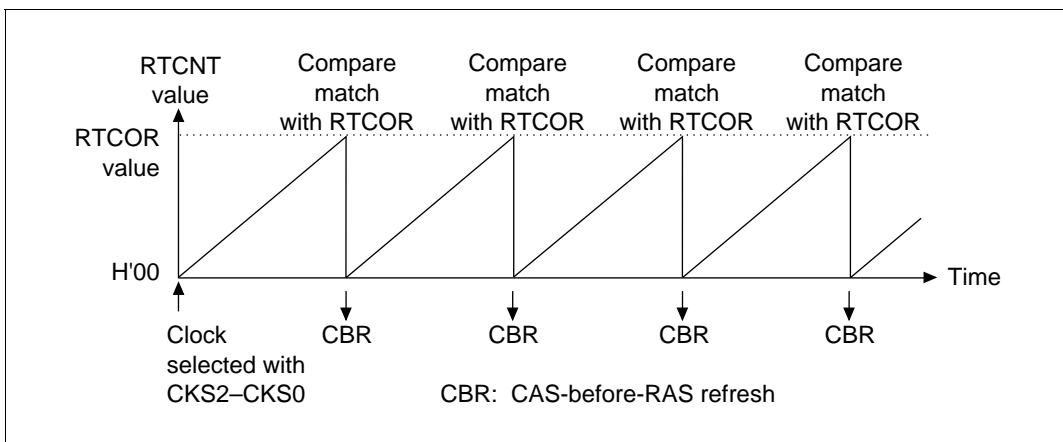 RTCNT
value
Compare
match
with RTCOR
Compare
match
with RTCOR
Compare
match
with RTCOR
Compare
match
with RTCOR
RTCOR
value
H'00
Time
Clock
selected with
CKS2–CKS0
CBR
CBR
CBR
CBR
CBR: CAS-before-RAS refresh